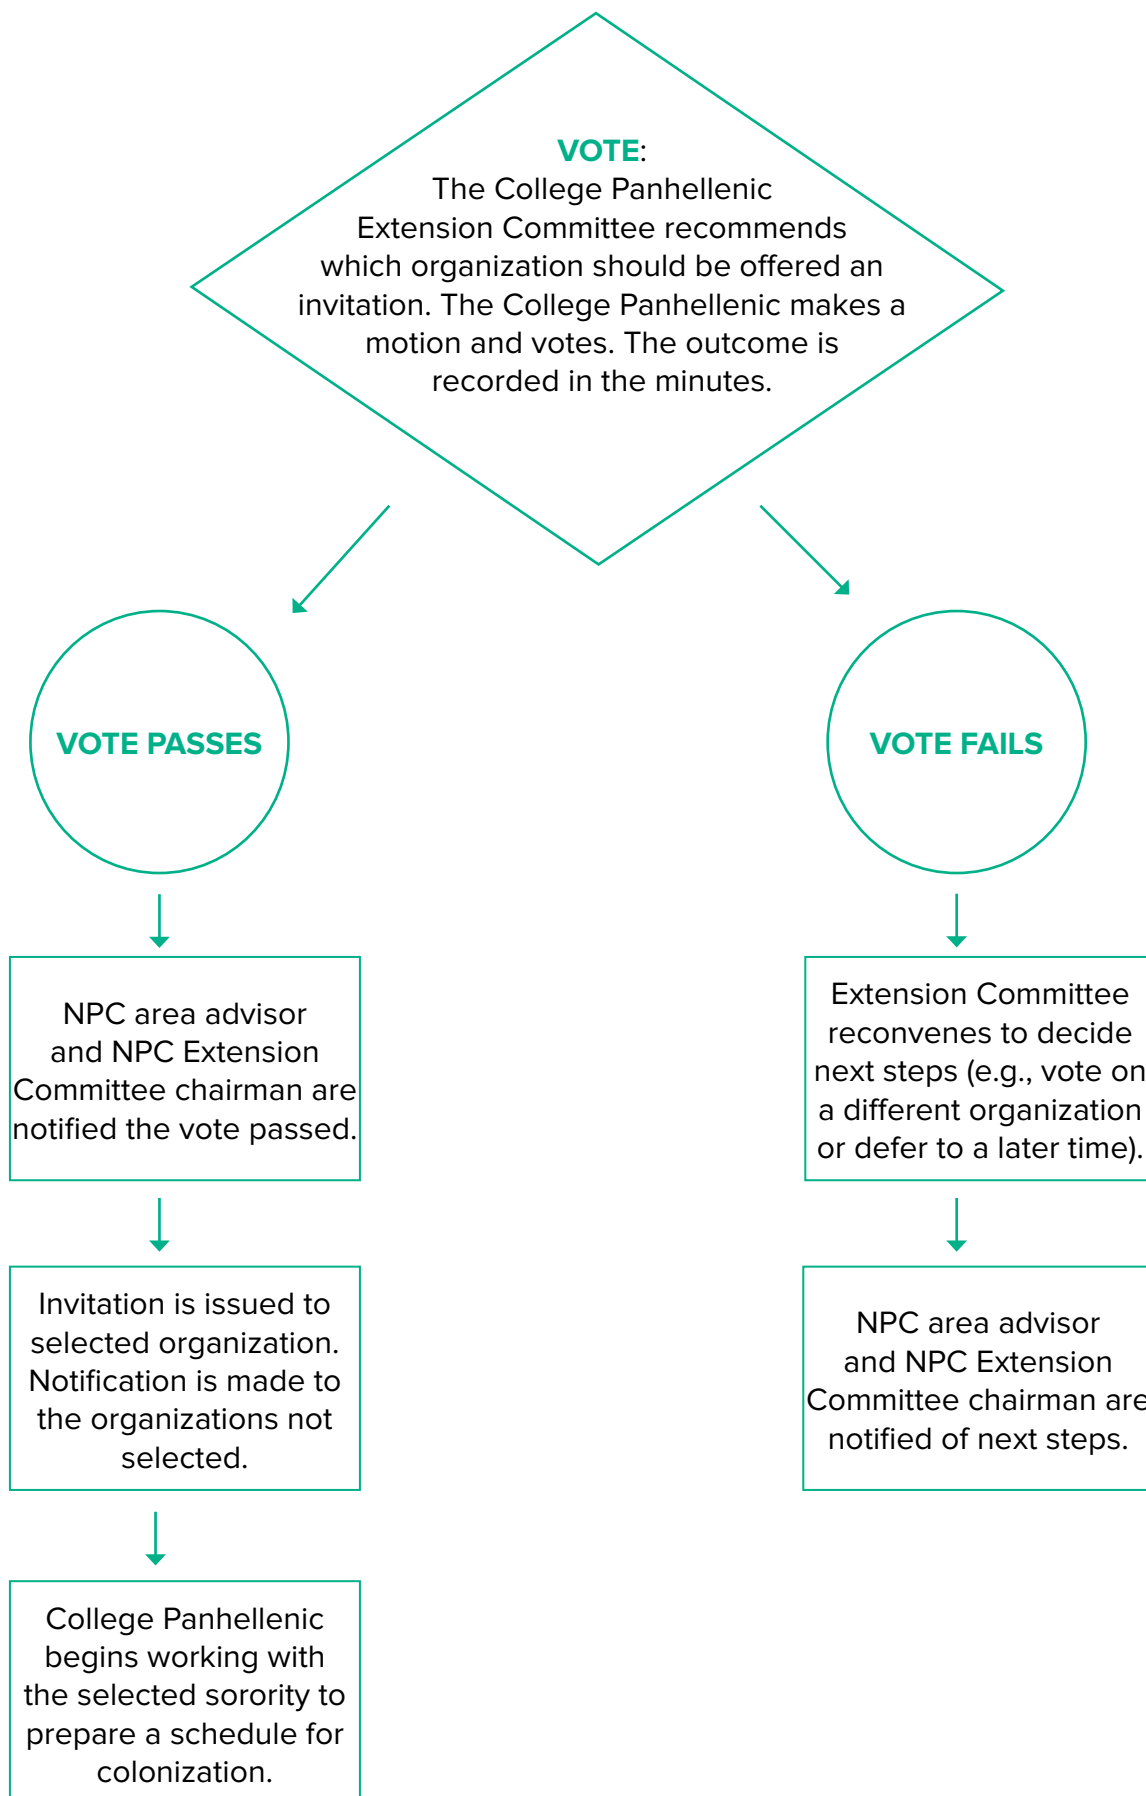 VOTE:
The College Panhellenic
Extension Committee recommends
which organization should be offered an
invitation. The College Panhellenic makes a
motion and votes. The outcome is
recorded in the minutes.
VOTE PASSES
VOTE FAILS
NPC area advisor
and NPC Extension
Committee chairman are
notified the vote passed.
Extension Committee
reconvenes to decide
next steps (e.g., vote on
a different organization
or defer to a later time).
Invitation is issued to
selected organization.
Notification is made to
the organizations not
selected.
NPC area advisor
and NPC Extension
Committee chairman are
notified of next steps.
College Panhellenic
begins working with
the selected sorority to
prepare a schedule for
colonization.